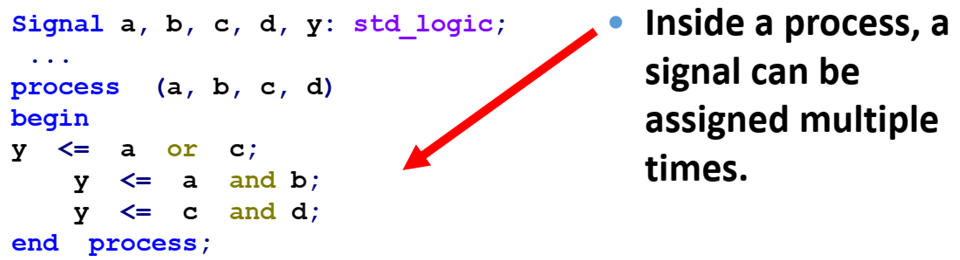 Signal a, b, c, d, y: std_logic;
...
process (a, b, c, d)
begin
y <= a or c;
y <= a and b;
y <= c and d;
end process;
• Inside a process, a
signal can be
assigned multiple
times.